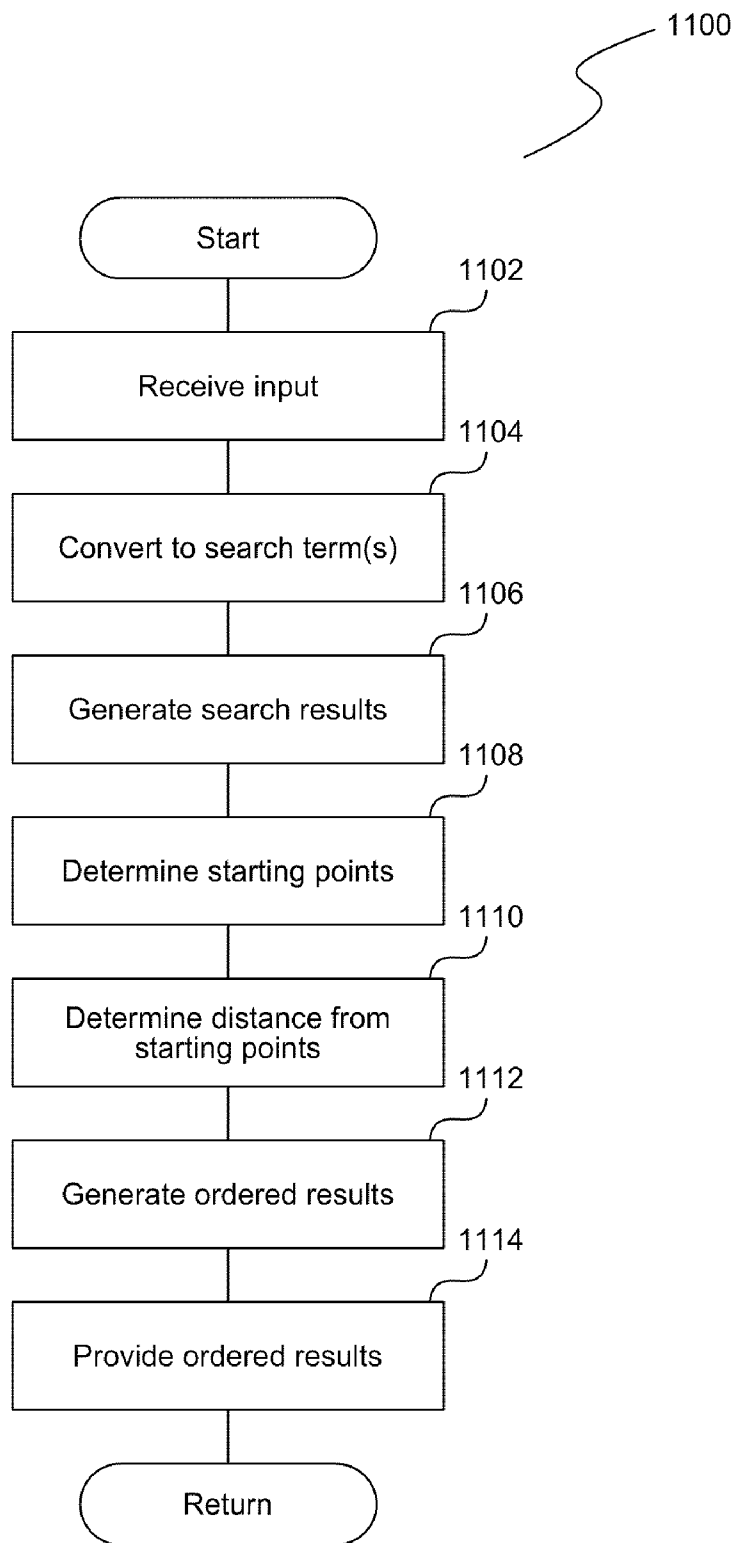 1100
Start
1102
Receive input
1104
Convert to search term(s)
1106
Generate search results
1108
Determine starting points
1110
Determine distance from
starting points
1112
Generate ordered results
1114
Provide ordered results
Return